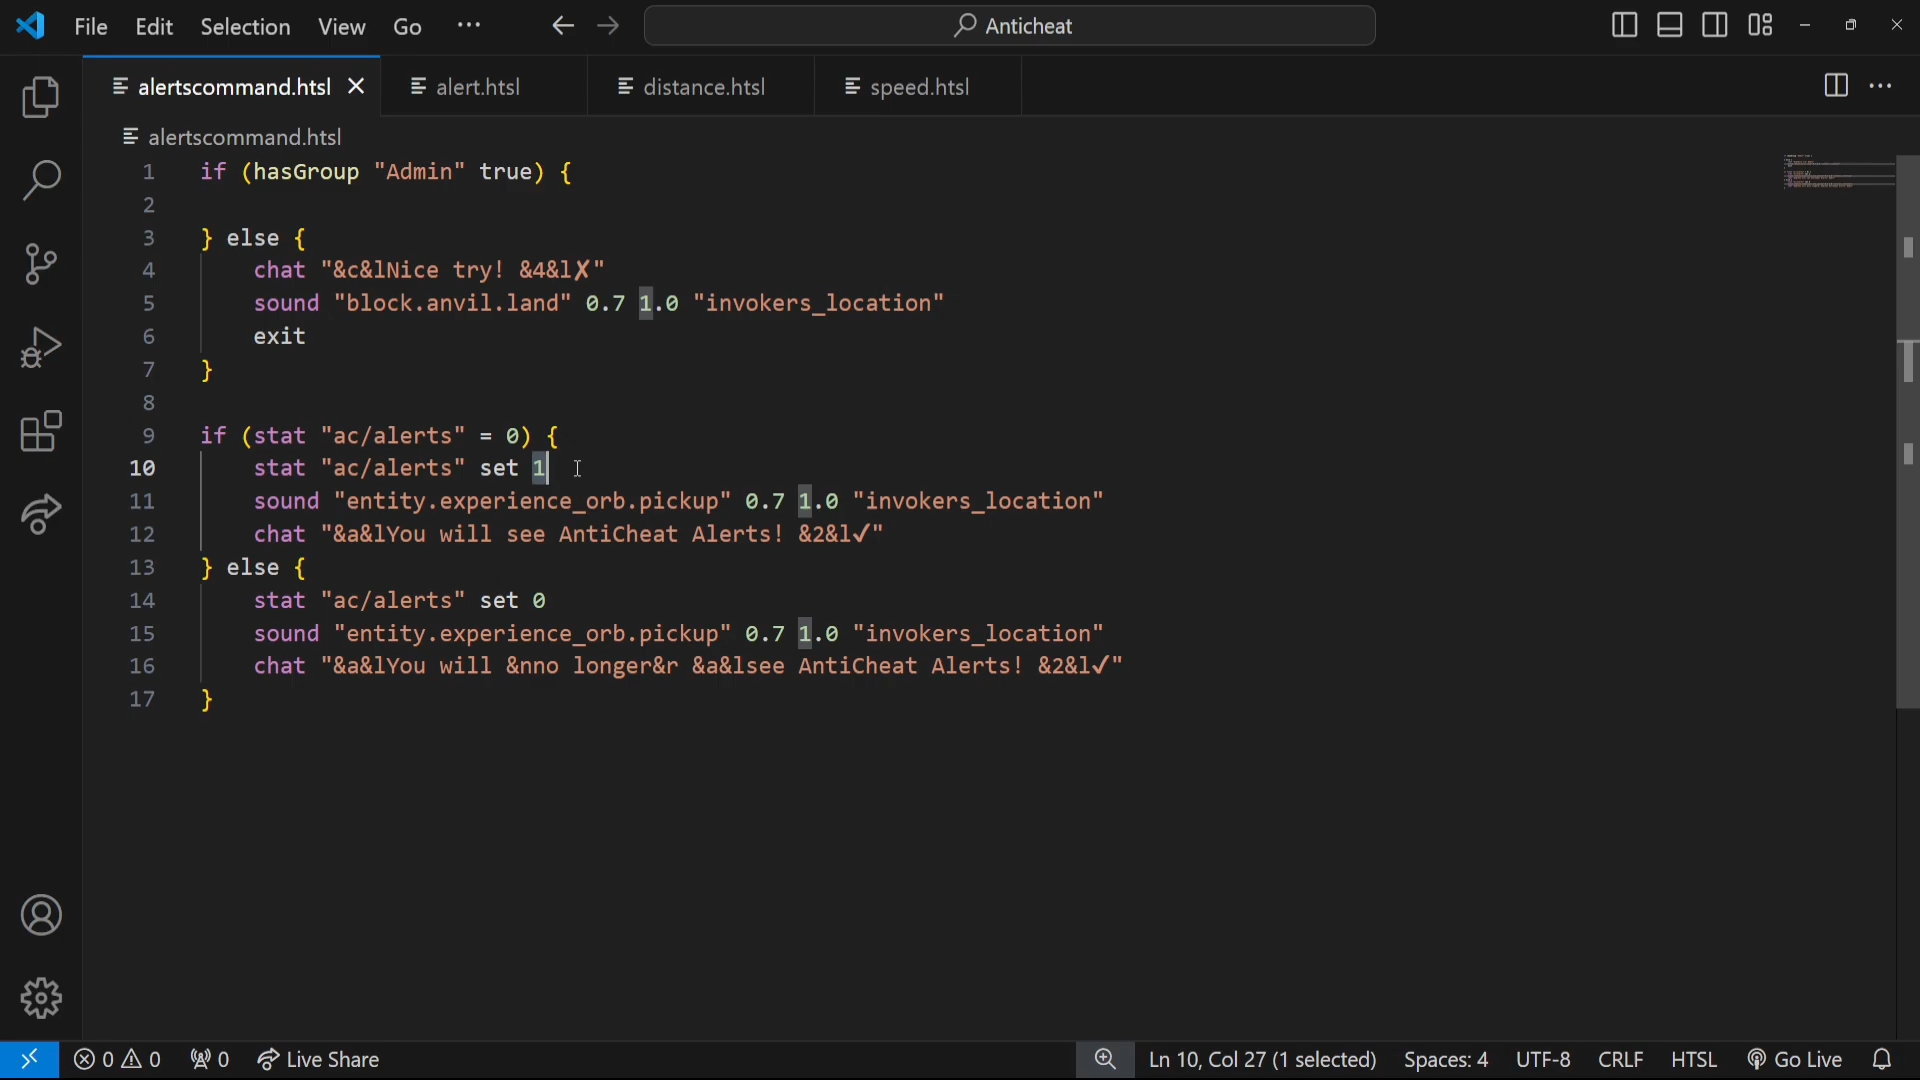 File Edit Selection View Go ··· Anticheat
alertscommand.htsl alert.htsl distance.htsl speed.htsl
alertscommand.htsl
1 if (hasGroup "Admin" true) {
2
3 } else {
4 chat "&c&lNice try! &4&l✗"
5 sound "block.anvil.land" 0.7 1.0 "invokers_location"
6 exit
7 }
8
9 if (stat "ac/alerts" = 0) {
10 stat "ac/alerts" set 1
11 sound "entity.experience_orb.pickup" 0.7 1.0 "invokers_location"
12 chat "&a&lYou will see AntiCheat Alerts! &2&l✓"
13 } else {
14 stat "ac/alerts" set 0
15 sound "entity.experience_orb.pickup" 0.7 1.0 "invokers_location"
16 chat "&a&lYou will &nno longer&r &a&lsee AntiCheat Alerts! &2&l✓"
17 }
0 0 0 Live Share Ln 10, Col 27 (1 selected) Spaces: 4 UTF-8 CRLF HTSL Go Live